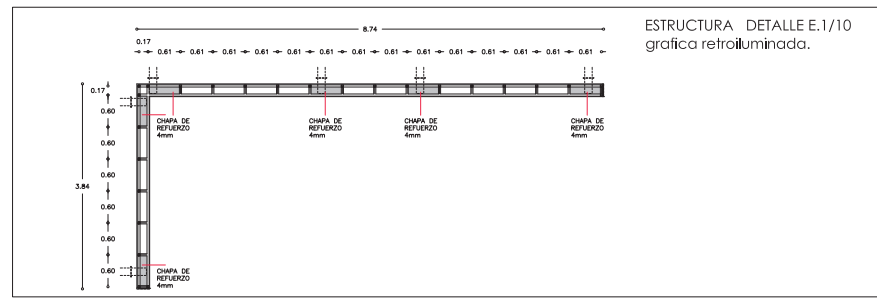 ESTRUCTURA DETALLE E.1/10
grafica retroiluminada.
8.74
0.17
0.61 0.61 0.61 0.61 0.61 0.61 0.61 0.61 0.61 0.61 0.61 0.61 0.61 0.61
0.17
0.60
0.60
0.60
0.60
0.60
0.60
3.84
CHAPA DE
REFUERZO
4mm
CHAPA DE
REFUERZO
4mm
CHAPA DE
REFUERZO
4mm
CHAPA DE
REFUERZO
4mm
CHAPA DE
REFUERZO
4mm